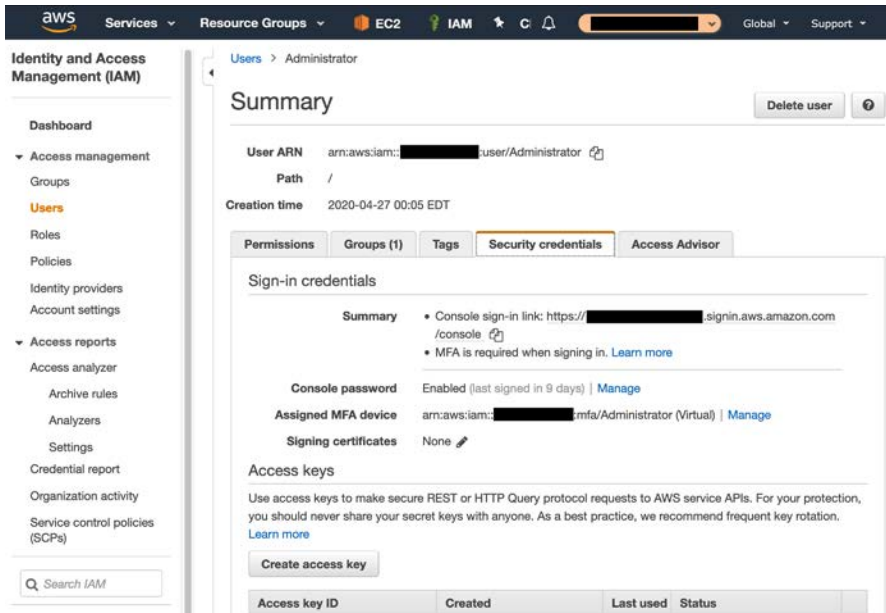 aws Services Resource Groups EC2 IAM C Global Support
Identity and Access
Management (IAM)
Dashboard
Access management
Groups
Users
Roles
Policies
Identity providers
Account settings
Access reports
Access analyzer
Archive rules
Analyzers
Settings
Credential report
Organization activity
Service control policies
(SCPs)
Search IAM
Users > Administrator
Summary
Delete user
User ARN arn:aws:iam:: :user/Administrator
Path /
Creation time 2020-04-27 00:05 EDT
Permissions Groups (1) Tags Security credentials Access Advisor
Sign-in credentials
Summary • Console sign-in link: https:// .signin.aws.amazon.com
/console
• MFA is required when signing in. Learn more
Console password Enabled (last signed in 9 days) | Manage
Assigned MFA device arn:aws:iam:: :mfa/Administrator (Virtual) | Manage
Signing certificates None
Access keys
Use access keys to make secure REST or HTTP Query protocol requests to AWS service APIs. For your protection,
you should never share your secret keys with anyone. As a best practice, we recommend frequent key rotation.
Learn more
Create access key
Access key ID Created Last used Status